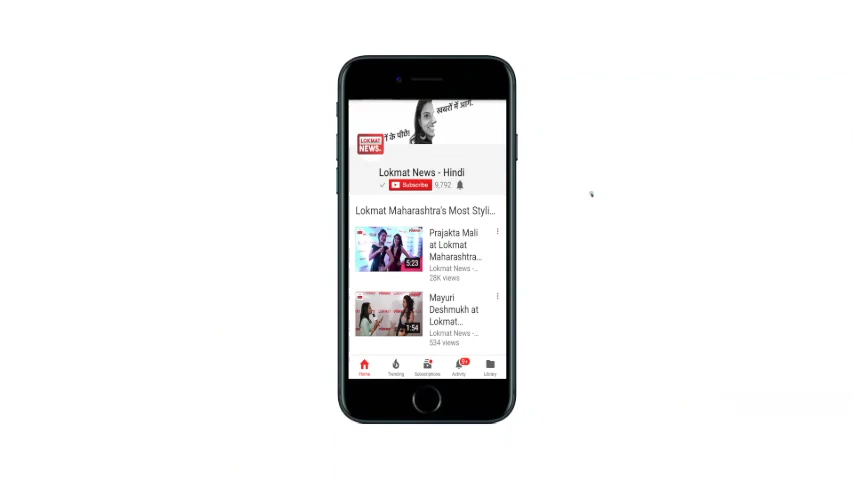 खबरों में आगे,
के पीछे!
LOKMAT
NEWS
Lokmat News - Hindi
Subscribe 9,792
Lokmat Maharashtra's Most Styli...
Prajakta Mali
at Lokmat
Maharashtra...
Lokmat News -...
28K views
5:23
Mayuri
Deshmukh at
Lokmat...
Lokmat News -...
534 views
1:54
9+
Home Trending Subscriptions Activity Library